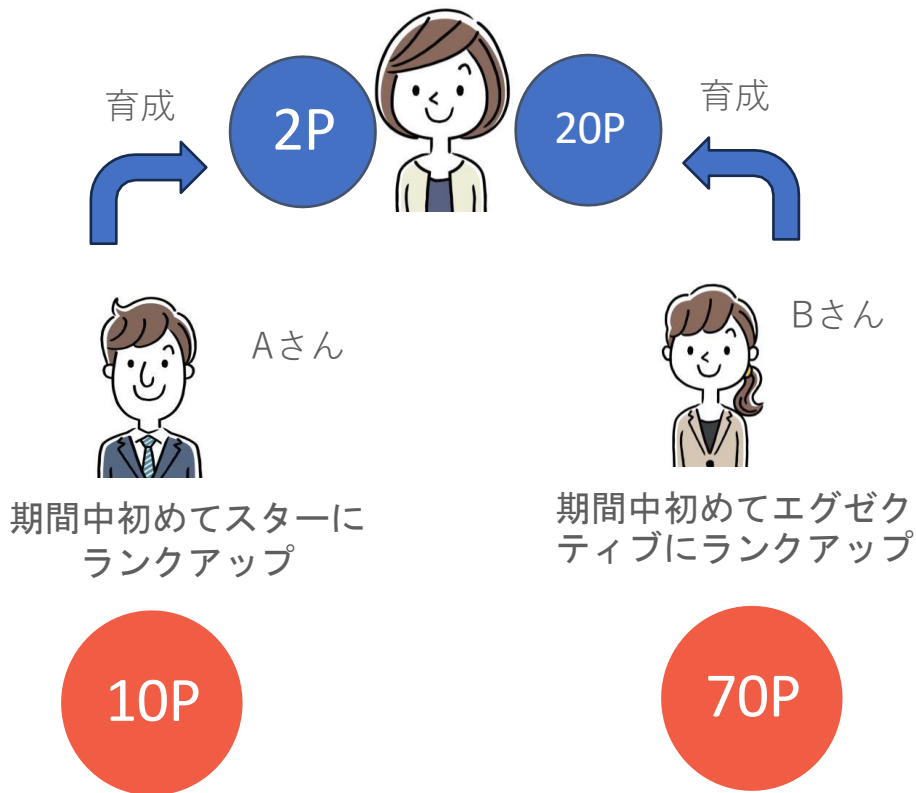 育成
2P
20P
育成
Aさん
Bさん
期間中初めてスターに
ランクアップ
期間中初めてエグゼク
ティブにランクアップ
10P
70P